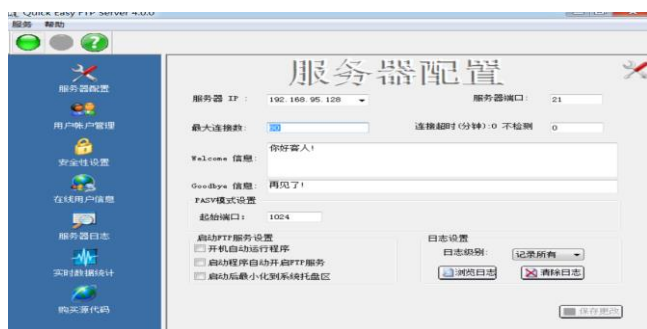 Quick Easy FTP Server 4.0.0
服务 帮助
服务器配置
用户帐户管理
安全性设置
在线用户信息
服务器日志
实时数据统计
购买源代码
服务器配置
服务器 IP : 192.168.95.128 服务器端口: 21
最大连接数: 连接超时(分钟):0 不检测 0
Welcome 信息: 你好客人!
Goodbye 信息: 再见了!
PASV模式设置
起始端口: 1024
启动FTP服务设置
开机自动运行程序
启动程序自动开启FTP服务
启动后最小化到系统托盘区
日志设置
日志级别: 记录所有
浏览日志 清除日志
保存更改